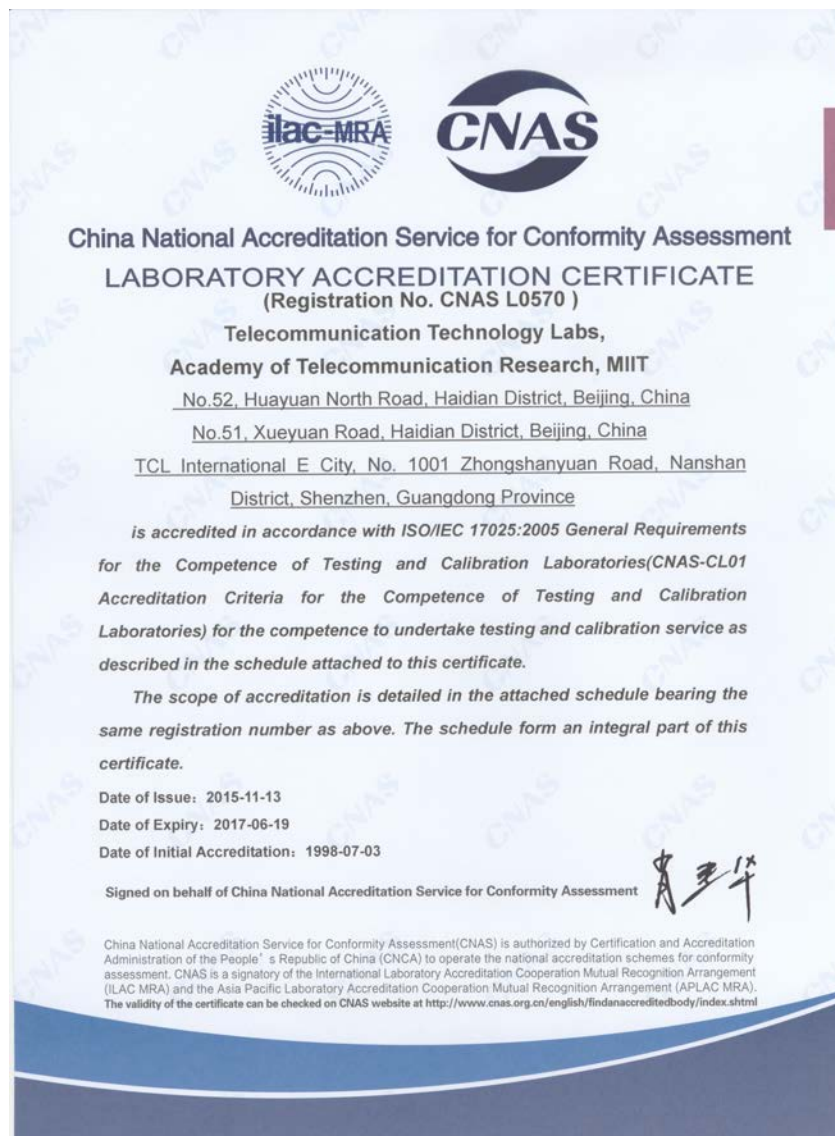 ilac-MRA
CNAS
China National Accreditation Service for Conformity Assessment
LABORATORY ACCREDITATION CERTIFICATE
(Registration No. CNAS L0570 )
Telecommunication Technology Labs,
Academy of Telecommunication Research, MIIT
No.52, Huayuan North Road, Haidian District, Beijing, China
No.51, Xueyuan Road, Haidian District, Beijing, China
TCL International E City, No. 1001 Zhongshanyuan Road, Nanshan
District, Shenzhen, Guangdong Province
is accredited in accordance with ISO/IEC 17025:2005 General Requirements
for the Competence of Testing and Calibration Laboratories(CNAS-CL01
Accreditation Criteria for the Competence of Testing and Calibration
Laboratories) for the competence to undertake testing and calibration service as
described in the schedule attached to this certificate.
The scope of accreditation is detailed in the attached schedule bearing the
same registration number as above. The schedule form an integral part of this
certificate.
Date of Issue：2015-11-13
Date of Expiry：2017-06-19
Date of Initial Accreditation：1998-07-03
Signed on behalf of China National Accreditation Service for Conformity Assessment
China National Accreditation Service for Conformity Assessment(CNAS) is authorized by Certification and Accreditation
Administration of the People’s Republic of China (CNCA) to operate the national accreditation schemes for conformity
assessment. CNAS is a signatory of the International Laboratory Accreditation Cooperation Mutual Recognition Arrangement
(ILAC MRA) and the Asia Pacific Laboratory Accreditation Cooperation Mutual Recognition Arrangement (APLAC MRA).
The validity of the certificate can be checked on CNAS website at http://www.cnas.org.cn/english/findanaccreditedbody/index.shtml